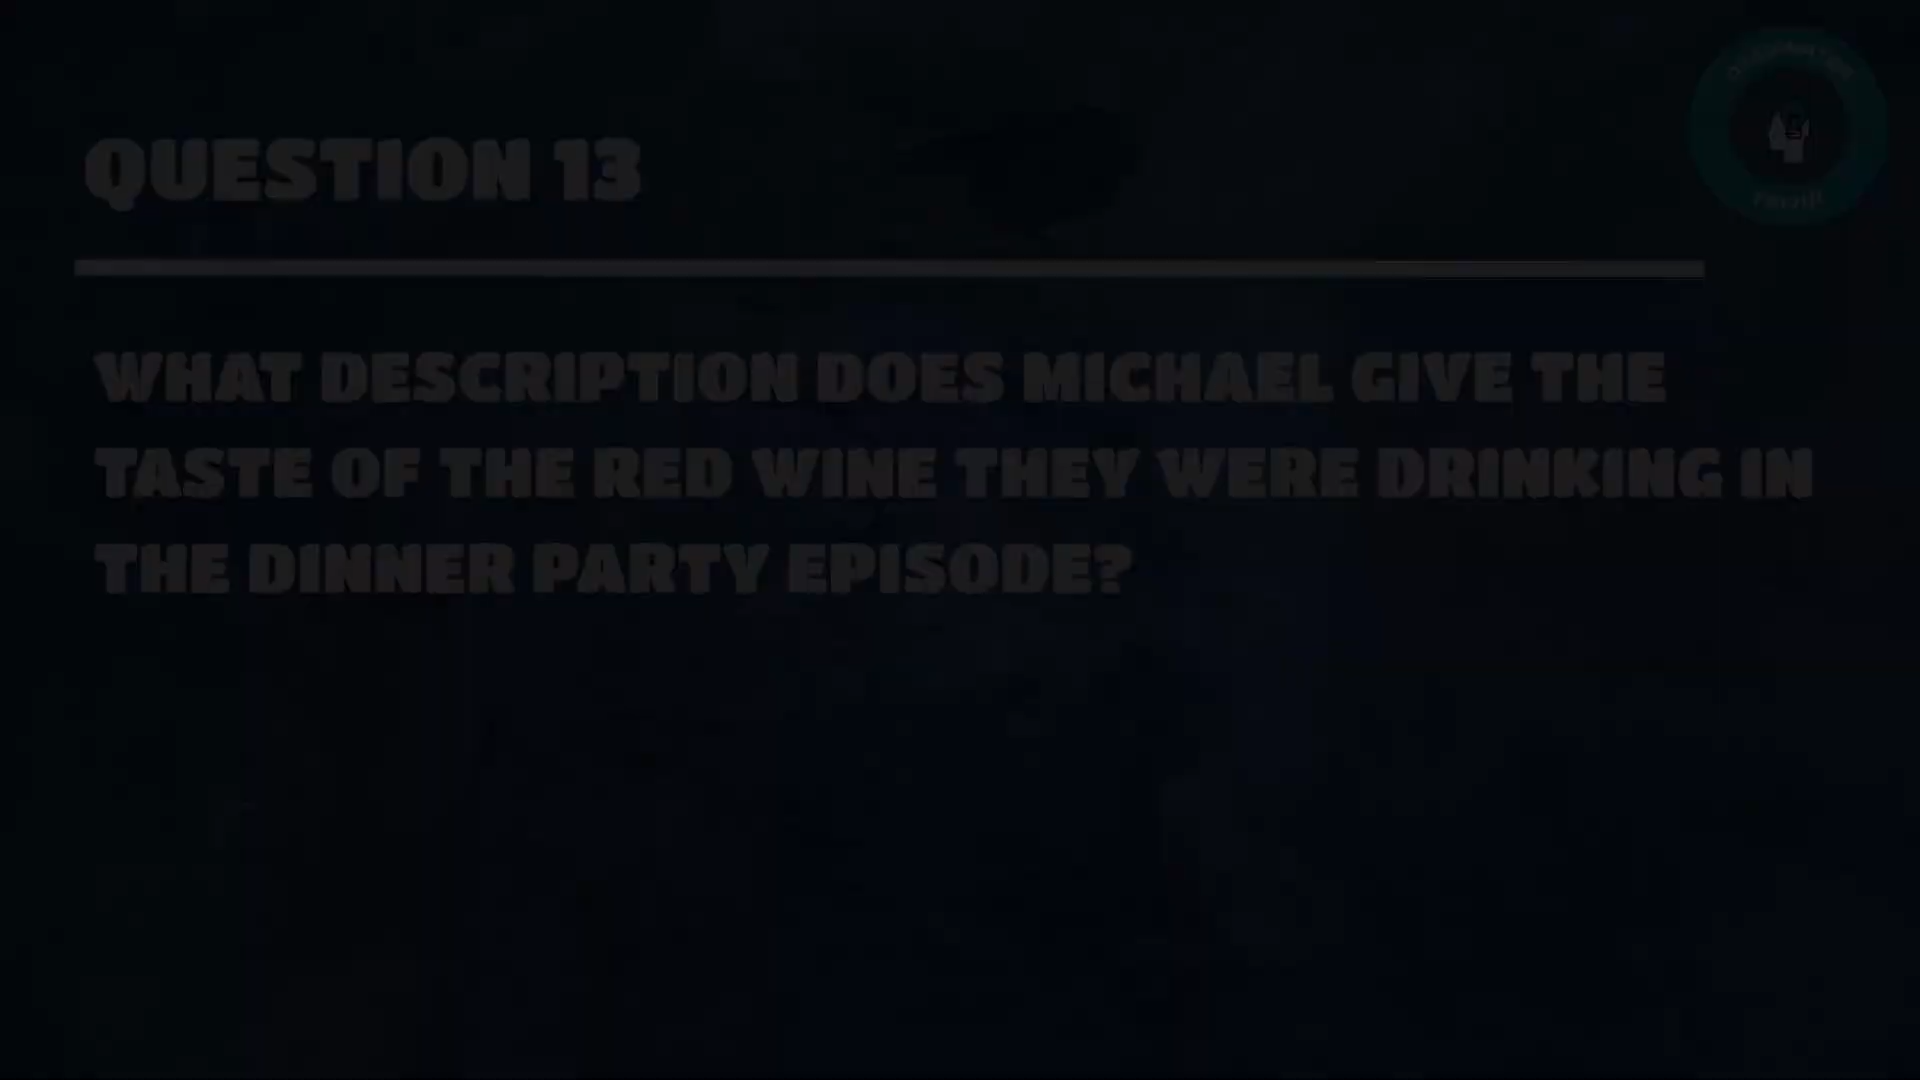 QUESTION 13
WHAT DESCRIPTION DOES MICHAEL GIVE THE
TASTE OF THE RED WINE THEY WERE DRINKING IN
THE DINNER PARTY EPISODE?